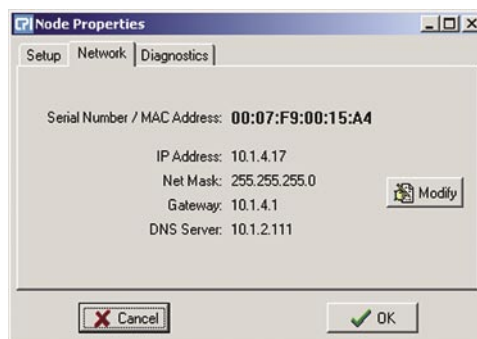 CPI Node Properties
Setup Network Diagnostics
Serial Number / MAC Address: 00:07:F9:00:15:A4
IP Address: 10.1.4.17
Net Mask: 255.255.255.0
Gateway: 10.1.4.1
DNS Server: 10.1.2.111
Modify
Cancel OK